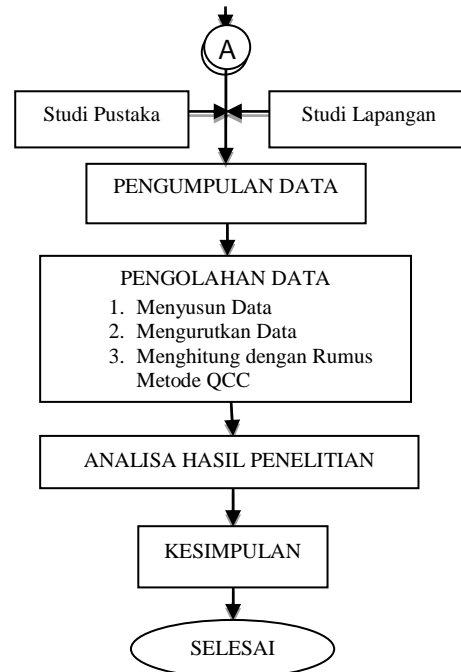 A
Studi Pustaka
Studi Lapangan
PENGUMPULAN DATA
PENGOLAHAN DATA
1. Menyusun Data
2. Mengurutkan Data
3. Menghitung dengan Rumus
Metode QCC
ANALISA HASIL PENELITIAN
KESIMPULAN
SELESAI